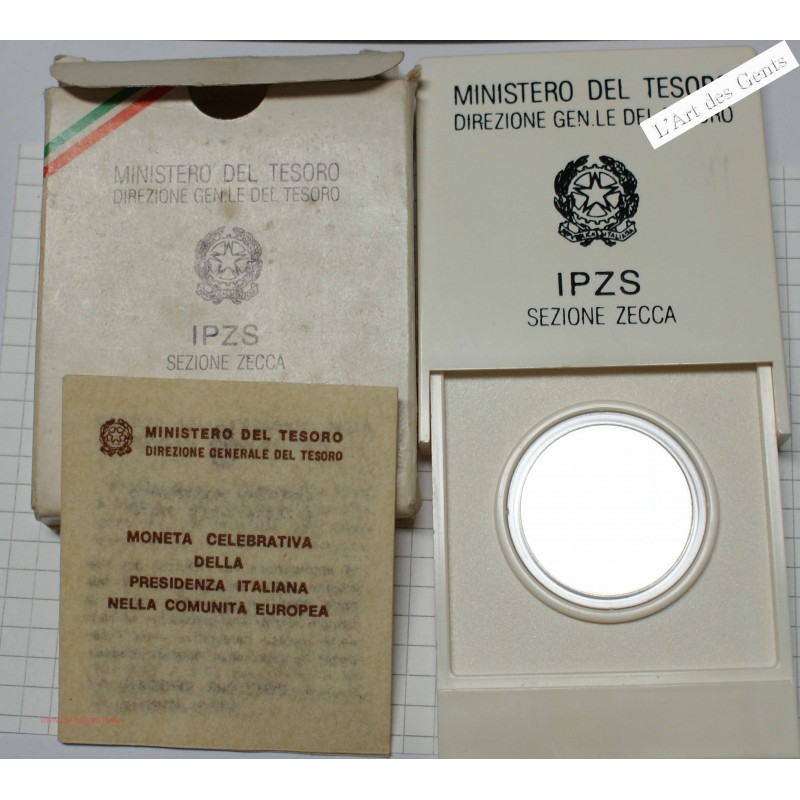 MINISTERO DEL TESORO
DIREZIONE GEN.LE DEL TESORO
IPZS
SEZIONE ZECCA
MINISTERO DEL TESORO
DIREZIONE GENERALE DEL TESORO
MONETA CELEBRATIVA
DELLA
PRESIDENZA ITALIANA
NELLA COMUNITÀ EUROPEA
MINISTERO DEL TESORO
DIREZIONE GEN.LE DEL TESORO
IPZS
SEZIONE ZECCA
L'Art des Gents